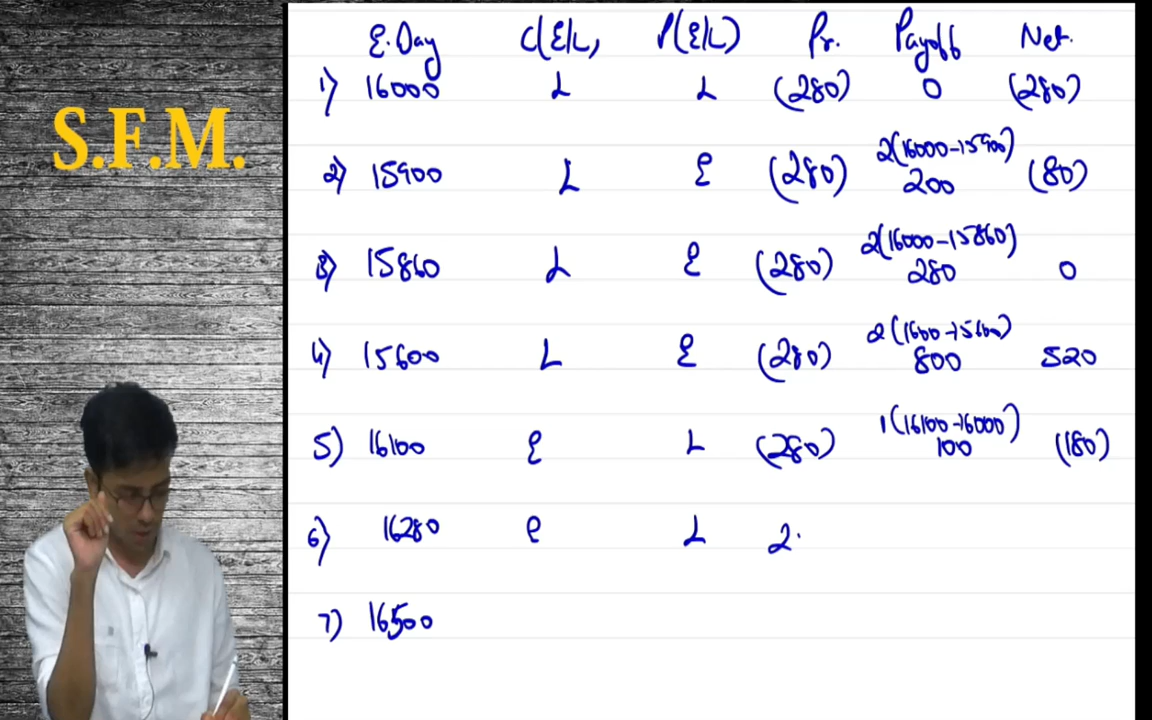 S.F.M.
E.Day C(E/L) P(E/L) Pr. Payoff Net.
1) 16000 L L (280) 0 (280)
2(16000-15900)
2) 15900 L E (280) 200 (80)
2(16000-15860)
3) 15860 L E (280) 280 0
2(1600-15600)
4) 15600 L E (280) 800 520
1(16100-16000)
5) 16100 E L (280) 100 (180)
6) 16280 E L 2
7) 16500